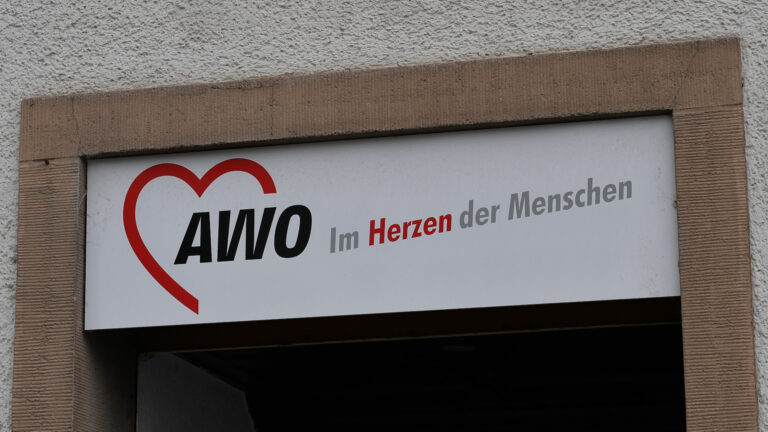 AWO Im Herzen der Menschen